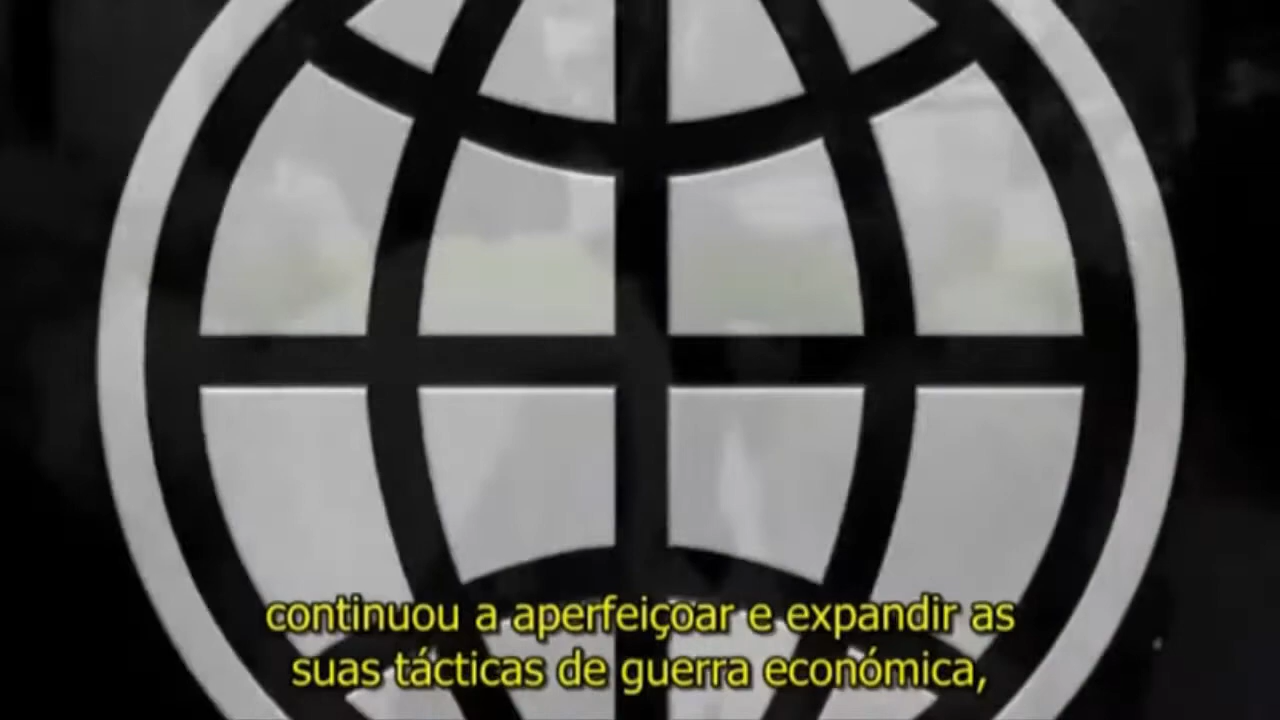 continuou a aperfeiçoar e expandir as
suas tácticas de guerra económica,